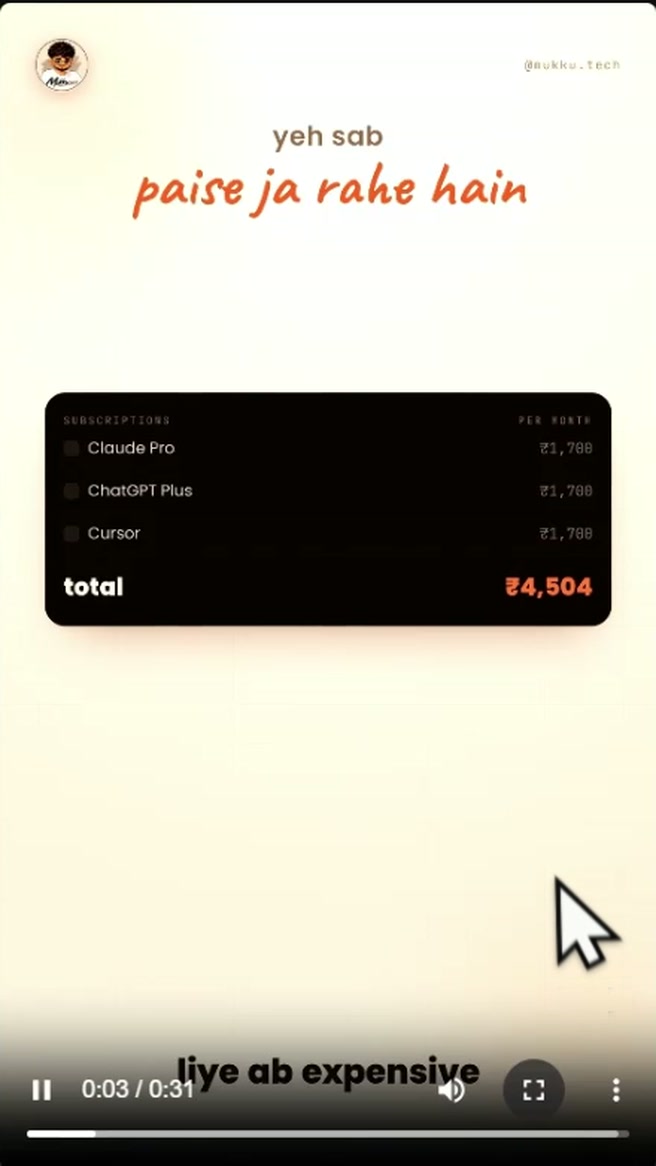 @mukku.tech
yeh sab
paise ja rahe hain
SUBSCRIPTIONS PER MONTH
Claude Pro ₹1,700
ChatGPT Plus ₹1,700
Cursor ₹1,700
total ₹4,504
liye ab expensive
0:03 / 0:31